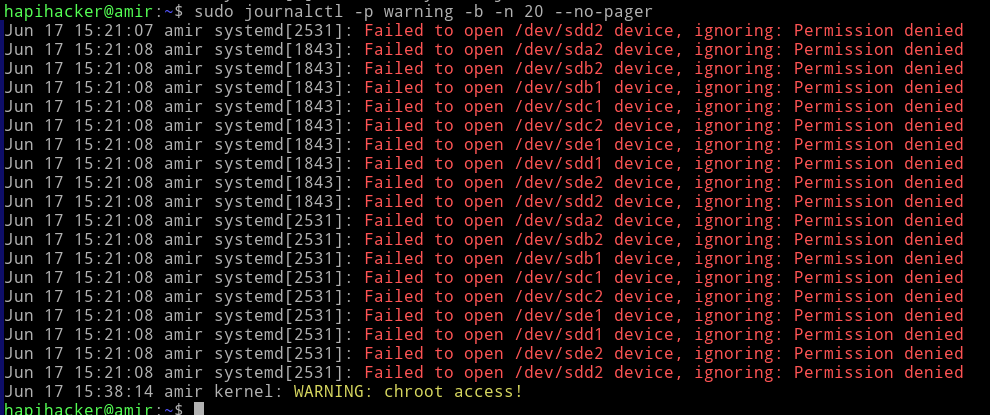 hapihacker@amir:~$ sudo journalctl -p warning -b -n 20 --no-pager
Jun 17 15:21:07 amir systemd[2531]: Failed to open /dev/sdd2 device, ignoring: Permission denied
Jun 17 15:21:08 amir systemd[1843]: Failed to open /dev/sda2 device, ignoring: Permission denied
Jun 17 15:21:08 amir systemd[1843]: Failed to open /dev/sdb2 device, ignoring: Permission denied
Jun 17 15:21:08 amir systemd[1843]: Failed to open /dev/sdb1 device, ignoring: Permission denied
Jun 17 15:21:08 amir systemd[1843]: Failed to open /dev/sdc1 device, ignoring: Permission denied
Jun 17 15:21:08 amir systemd[1843]: Failed to open /dev/sdc2 device, ignoring: Permission denied
Jun 17 15:21:08 amir systemd[1843]: Failed to open /dev/sde1 device, ignoring: Permission denied
Jun 17 15:21:08 amir systemd[1843]: Failed to open /dev/sdd1 device, ignoring: Permission denied
Jun 17 15:21:08 amir systemd[1843]: Failed to open /dev/sde2 device, ignoring: Permission denied
Jun 17 15:21:08 amir systemd[1843]: Failed to open /dev/sdd2 device, ignoring: Permission denied
Jun 17 15:21:08 amir systemd[2531]: Failed to open /dev/sda2 device, ignoring: Permission denied
Jun 17 15:21:08 amir systemd[2531]: Failed to open /dev/sdb2 device, ignoring: Permission denied
Jun 17 15:21:08 amir systemd[2531]: Failed to open /dev/sdb1 device, ignoring: Permission denied
Jun 17 15:21:08 amir systemd[2531]: Failed to open /dev/sdc1 device, ignoring: Permission denied
Jun 17 15:21:08 amir systemd[2531]: Failed to open /dev/sdc2 device, ignoring: Permission denied
Jun 17 15:21:08 amir systemd[2531]: Failed to open /dev/sde1 device, ignoring: Permission denied
Jun 17 15:21:08 amir systemd[2531]: Failed to open /dev/sdd1 device, ignoring: Permission denied
Jun 17 15:21:08 amir systemd[2531]: Failed to open /dev/sde2 device, ignoring: Permission denied
Jun 17 15:21:08 amir systemd[2531]: Failed to open /dev/sdd2 device, ignoring: Permission denied
Jun 17 15:38:14 amir kernel: WARNING: chroot access!
hapihacker@amir:~$